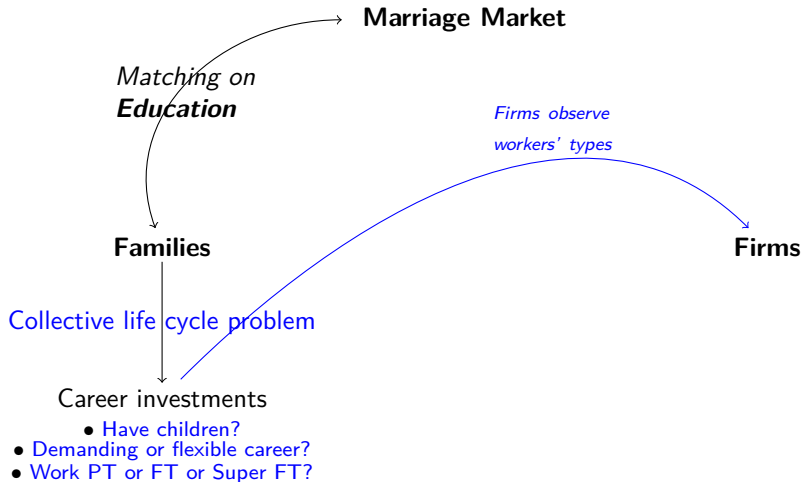 Marriage Market
Matching on
Education
Firms observe
workers' types
Families
Firms
Collective life cycle problem
Career investments
• Have children?
• Demanding or flexible career?
• Work PT or FT or Super FT?